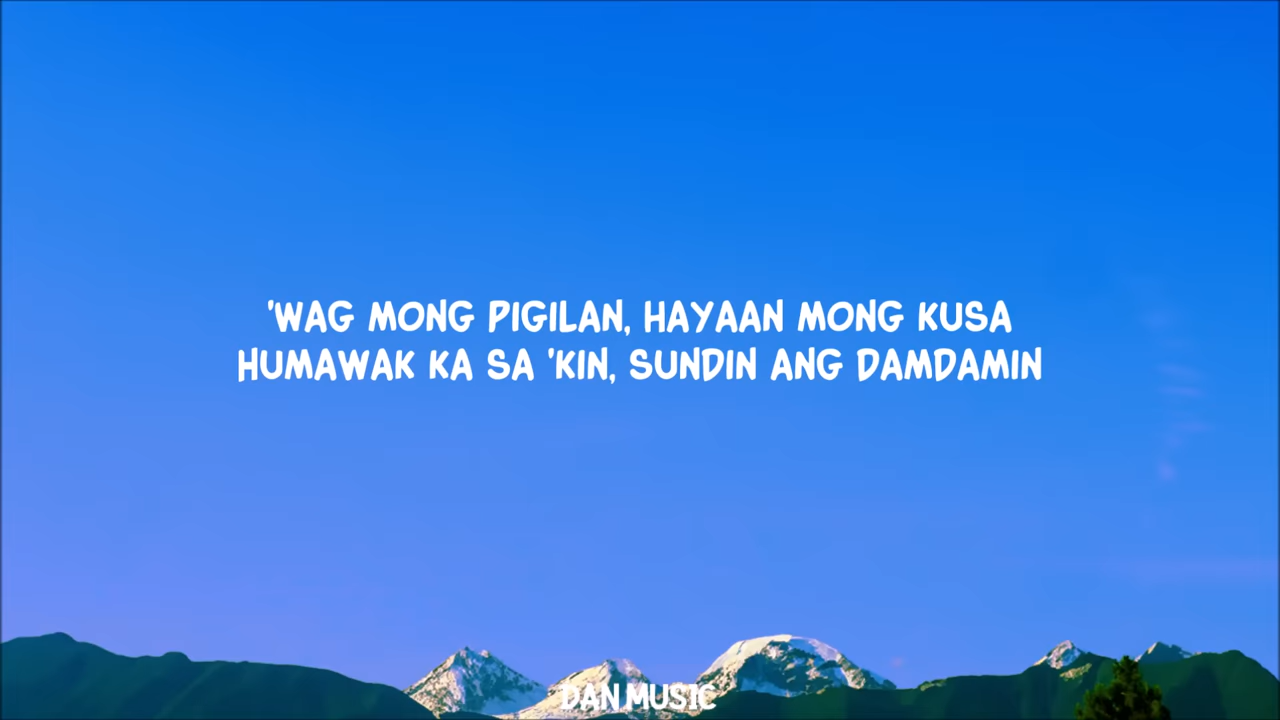 'WAG MONG PIGILAN, HAYAAN MONG KUSA
HUMAWAK KA SA 'KIN, SUNDIN ANG DAMDAMIN
DAN MUSIC